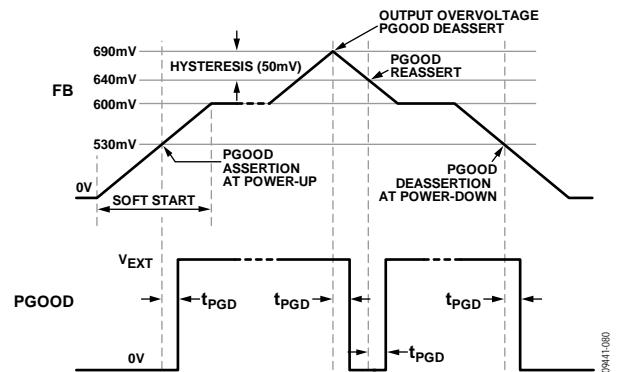 OUTPUT OVERVOLTAGE
PGOOD DEASSERT
690mV
HYSTERESIS (50mV)
PGOOD
REASSERT
640mV
FB
600mV
530mV
PGOOD
ASSERTION
AT POWER-UP
PGOOD
DEASSERTION
AT POWER-DOWN
0V
SOFT START
VEXT
PGOOD
tPGD
tPGD
tPGD
tPGD
0V
09441-080